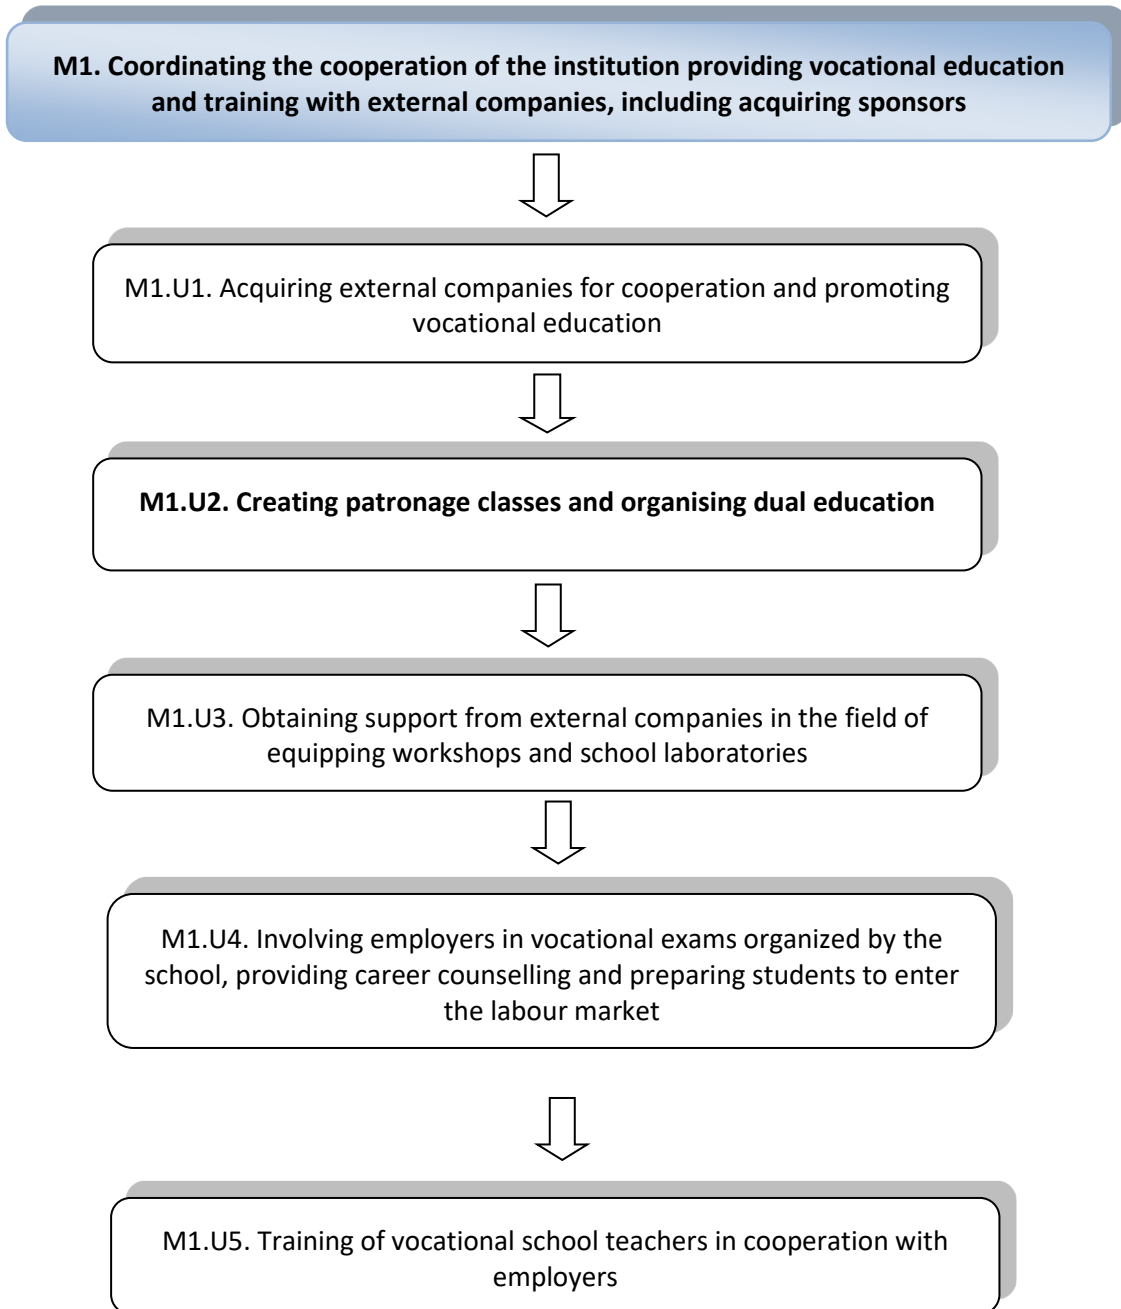 M1. Coordinating the cooperation of the institution providing vocational education
and training with external companies, including acquiring sponsors
M1.U1. Acquiring external companies for cooperation and promoting
vocational education
M1.U2. Creating patronage classes and organising dual education
M1.U3. Obtaining support from external companies in the field of
equipping workshops and school laboratories
M1.U4. Involving employers in vocational exams organized by the
school, providing career counselling and preparing students to enter
the labour market
M1.U5. Training of vocational school teachers in cooperation with
employers